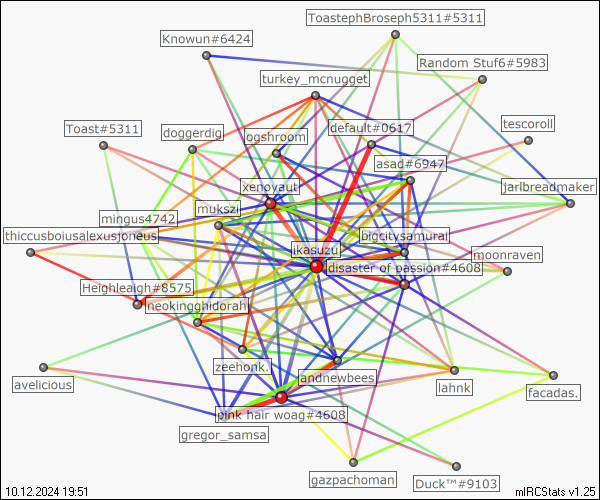 ToastephBroseph5311#5311
Knowun#6424
Random Stuf6#5983
turkey_mcnugget
Toast#5311
doggerdig
ogshroom
default#0617
tescoroll
asad#6947
xenoyaut
jarlbreadmaker
mukszi
mingus4742
thiccusboiusalexusjoneus
bigcitysamurai
ikasuzu
moonraven
disaster of passion#4608
Heighleigh#8575
neokingghidorah
zeehonk.
andnewbees
lahnk
facadas.
avelicious
pink hair woag#4608
gregor_samsa
gazpachoman
Duck™#9103
10.12.2024 19:51
mIRCStats v1.25